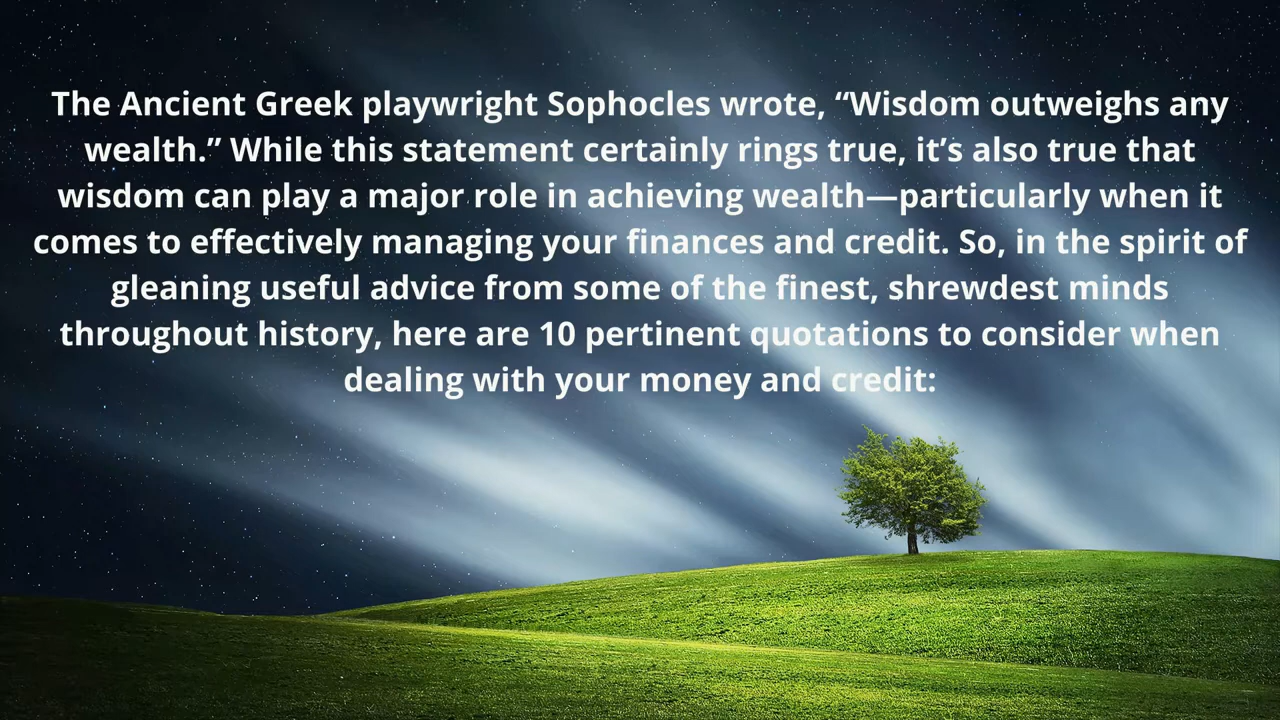 The Ancient Greek playwright Sophocles wrote, “Wisdom outweighs any
wealth.” While this statement certainly rings true, it’s also true that
wisdom can play a major role in achieving wealth—particularly when it
comes to effectively managing your finances and credit. So, in the spirit of
gleaning useful advice from some of the finest, shrewdest minds
throughout history, here are 10 pertinent quotations to consider when
dealing with your money and credit: